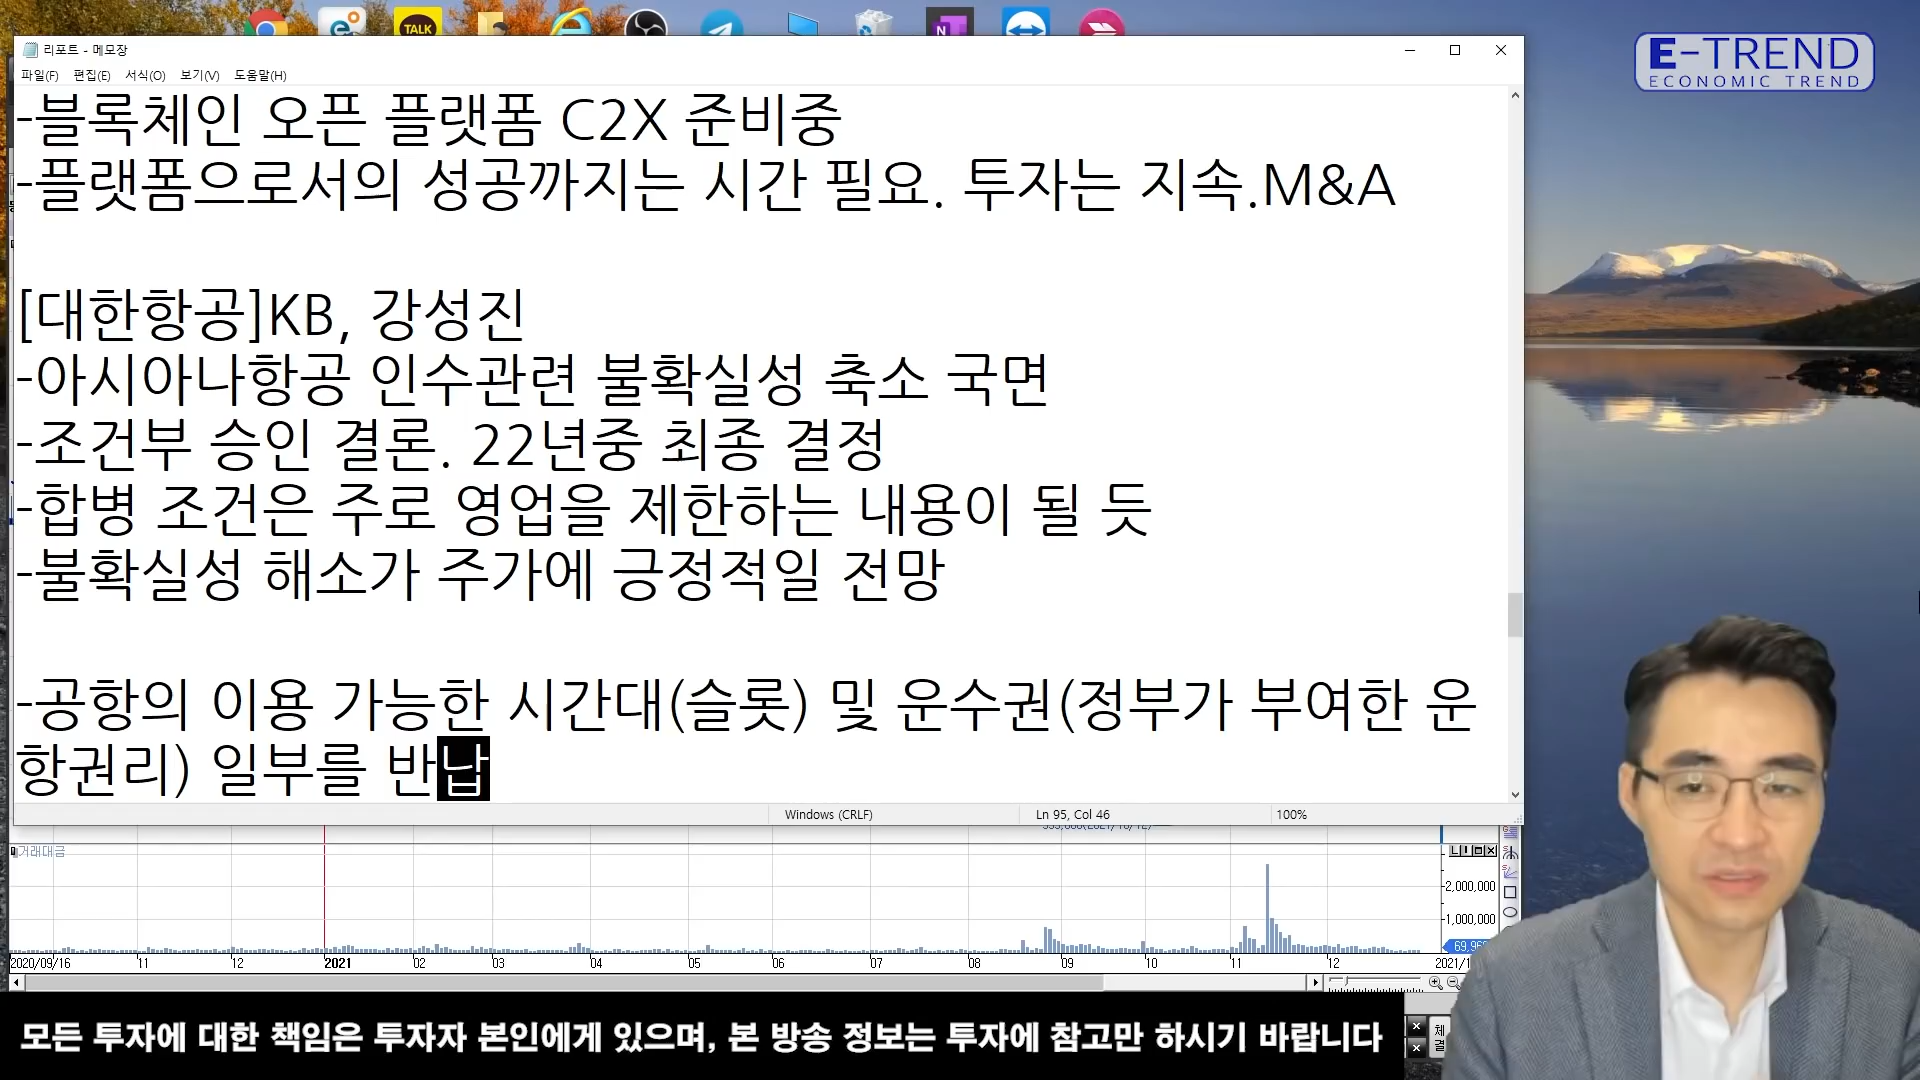 TALK
리포트 - 메모장
E-TREND
ECONOMIC TREND
파일(F) 편집(E) 서식(O) 보기(V) 도움말(H)
-블록체인 오픈 플랫폼 C2X 준비중
-플랫폼으로서의 성공까지는 시간 필요. 투자는 지속.M&A
[대한항공]KB, 강성진
-아시아나항공 인수관련 불확실성 축소 국면
-조건부 승인 결론. 22년중 최종 결정
-합병 조건은 주로 영업을 제한하는 내용이 될 듯
-불확실성 해소가 주가에 긍정적일 전망
-공항의 이용 가능한 시간대(슬롯) 및 운수권(정부가 부여한 운
항권리) 일부를 반납
Windows (CRLF) Ln 95, Col 46 100%
거래대금
2,000,000
1,000,000
2020/09/16 11 12 2021 02 03 04 05 06 07 08 09 10 11 12 2021/1
모든 투자에 대한 책임은 투자자 본인에게 있으며, 본 방송 정보는 투자에 참고만 하시기 바랍니다
체
결